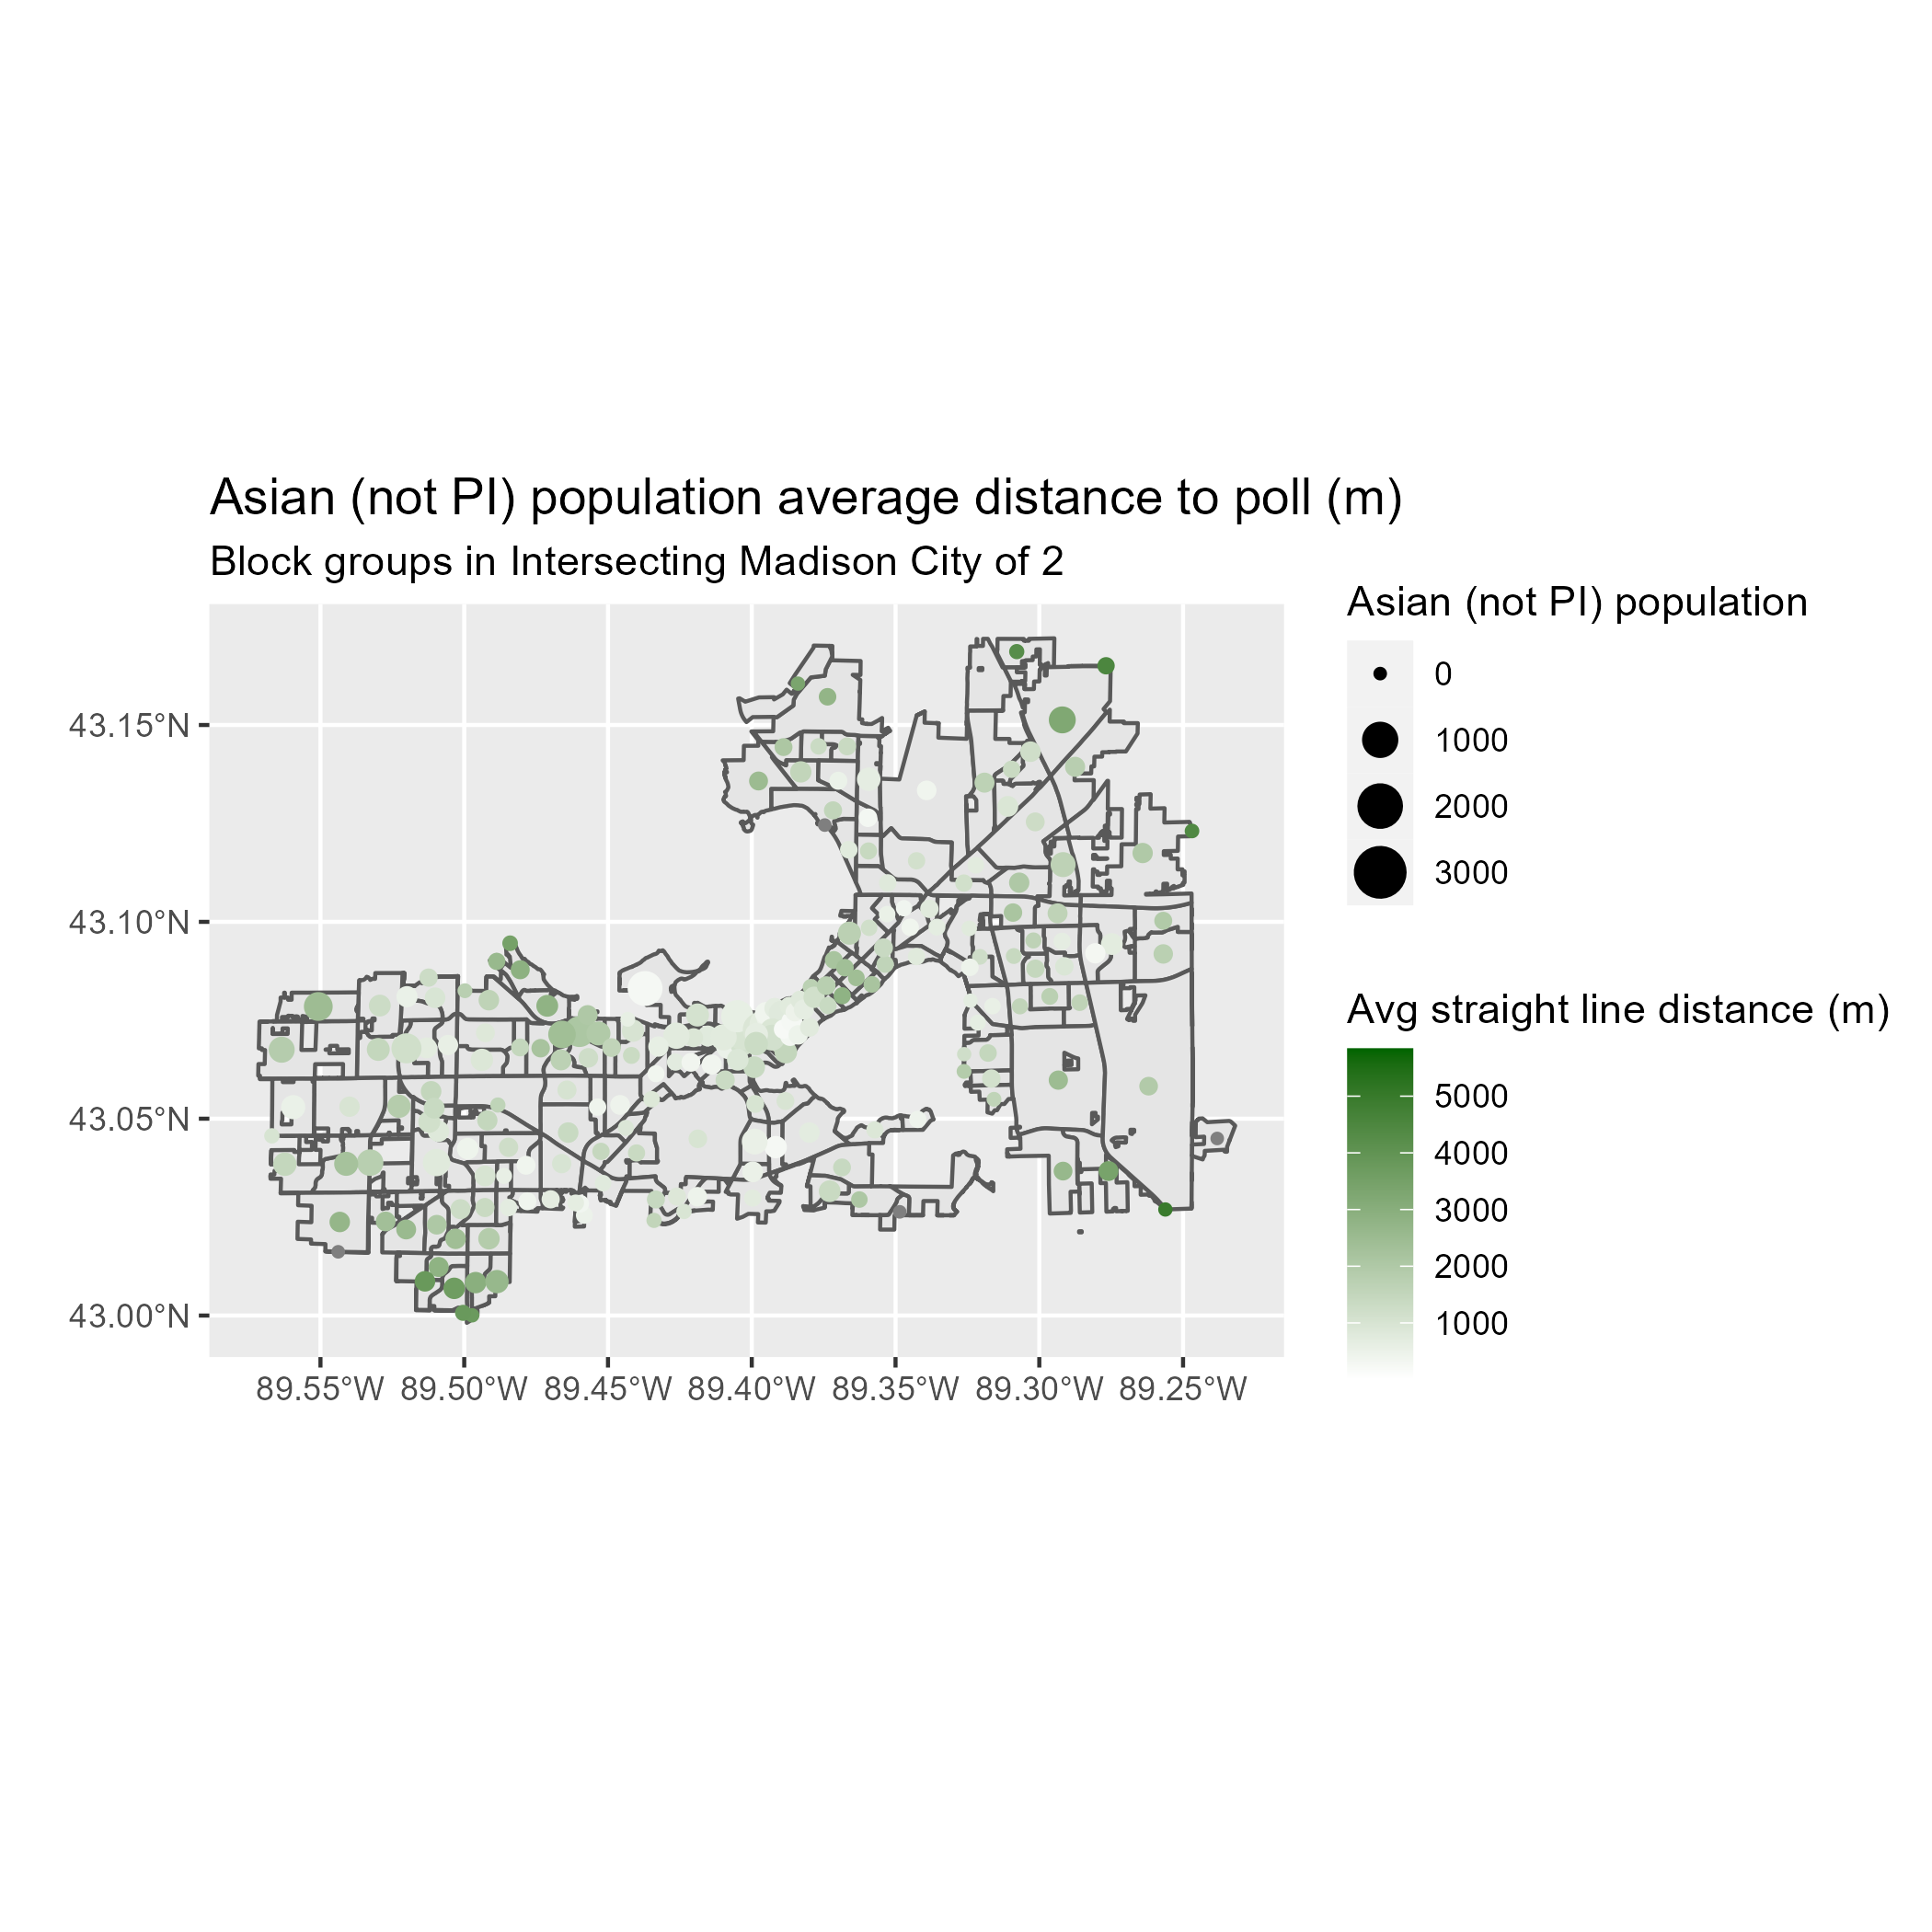 Asian (not PI) population average distance to poll (m)
Block groups in Intersecting Madison City of 2
Asian (not PI) population
0
1000
2000
3000
Avg straight line distance (m)
5000
4000
3000
2000
1000
43.15°N
43.10°N
43.05°N
43.00°N
89.55°W 89.50°W 89.45°W 89.40°W 89.35°W 89.30°W 89.25°W